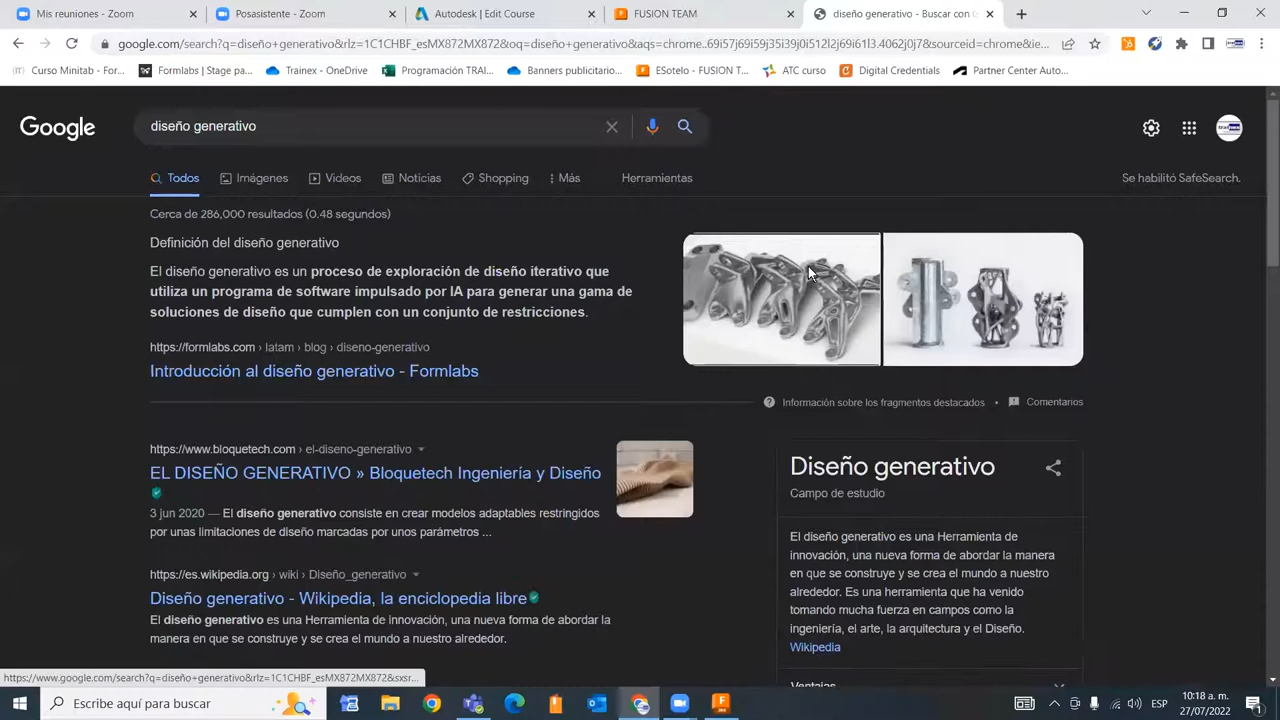 Mis reuniones - Zoom
Posasistente - Zoom
Autodesk | Edit Course
FUSION TEAM
diseño generativo - Buscar con G
google.com/search?q=diseño+generativo&rlz=1C1CHBF_esMX872MX872&oq=diseño+generativo&aqs=chrome..69i57j69i59j35i39j0i512l2j69i61l3.4062j0j7&sourceid=chrome&ie...
Curso Minitab - For...
Formlabs | Stage pa...
Trainex - OneDrive
Programación TRAI...
Banners publicitario...
ESotelo - FUSION T...
ATC curso
Digital Credentials
Partner Center Auto...
Google
diseño generativo
Todos
Imágenes
Videos
Noticias
Shopping
Más
Herramientas
Se habilitó SafeSearch.
Cerca de 286,000 resultados (0.48 segundos)
Definición del diseño generativo
El diseño generativo es un proceso de exploración de diseño iterativo que
utiliza un programa de software impulsado por IA para generar una gama de
soluciones de diseño que cumplen con un conjunto de restricciones.
https://formlabs.com › latam › blog › diseno-generativo
Introducción al diseño generativo - Formlabs
Información sobre los fragmentos destacados • Comentarios
https://www.bloquetech.com › el-diseno-generativo
EL DISEÑO GENERATIVO » Bloquetech Ingeniería y Diseño
3 jun 2020 — El diseño generativo consiste en crear modelos adaptables restringidos
por unas limitaciones de diseño marcadas por unos parámetros ...
https://es.wikipedia.org › wiki › Diseño_generativo
Diseño generativo - Wikipedia, la enciclopedia libre
El diseño generativo es una Herramienta de innovación, una nueva forma de abordar la
manera en que se construye y se crea el mundo a nuestro alrededor.
Diseño generativo
Campo de estudio
El diseño generativo es una Herramienta de
innovación, una nueva forma de abordar la manera
en que se construye y se crea el mundo a nuestro
alrededor. Es una herramienta que ha venido
tomando mucha fuerza en campos como la
ingeniería, el arte, la arquitectura y el Diseño.
Wikipedia
Ventajas
https://www.google.com/search?q=diseño+generativo&rlz=1C1CHBF_esMX872MX872&sxsr...
Escribe aquí para buscar
ESP
10:18 a. m.
27/07/2022